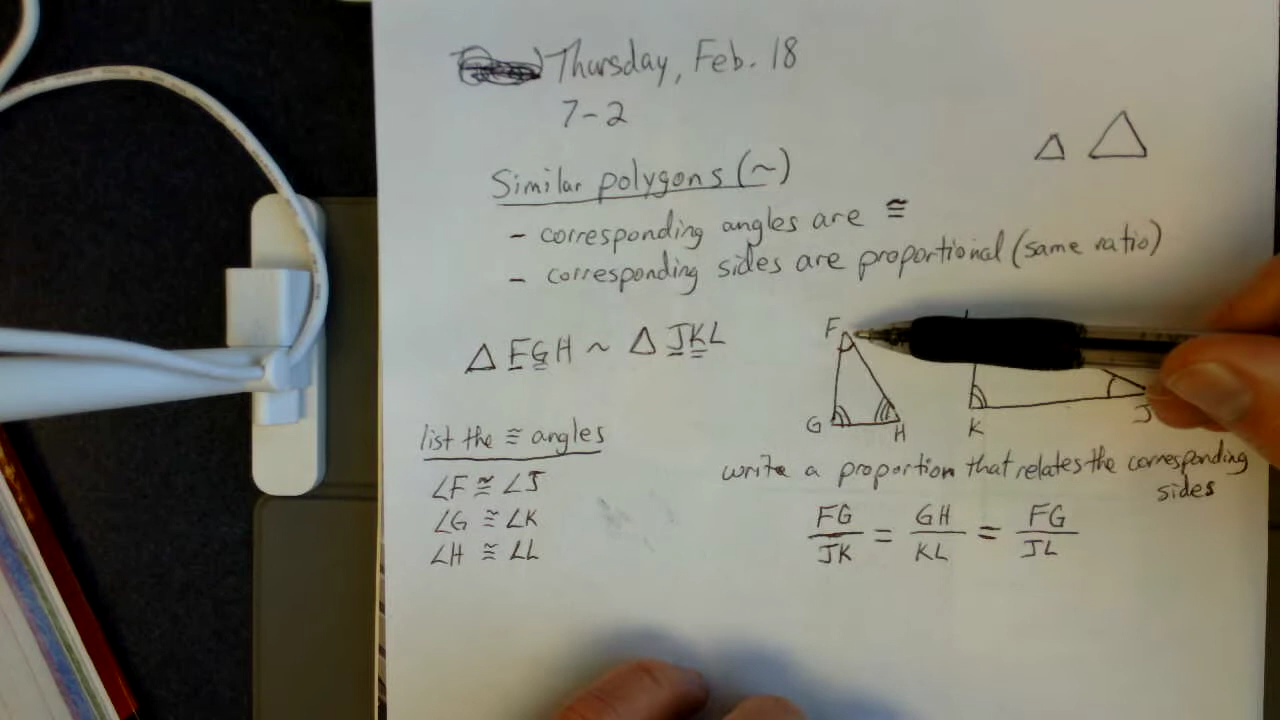 Thursday, Feb. 18
7-2
Similar polygons (~)
- corresponding angles are ≅
- corresponding sides are proportional (same ratio)
△ FGH ~ △ JKL
F
G
H
K
J
list the ≅ angles
∠F ≅ ∠J
∠G ≅ ∠K
∠H ≅ ∠L
write a proportion that relates the corresponding
sides
FG/JK = GH/KL = FG/JL